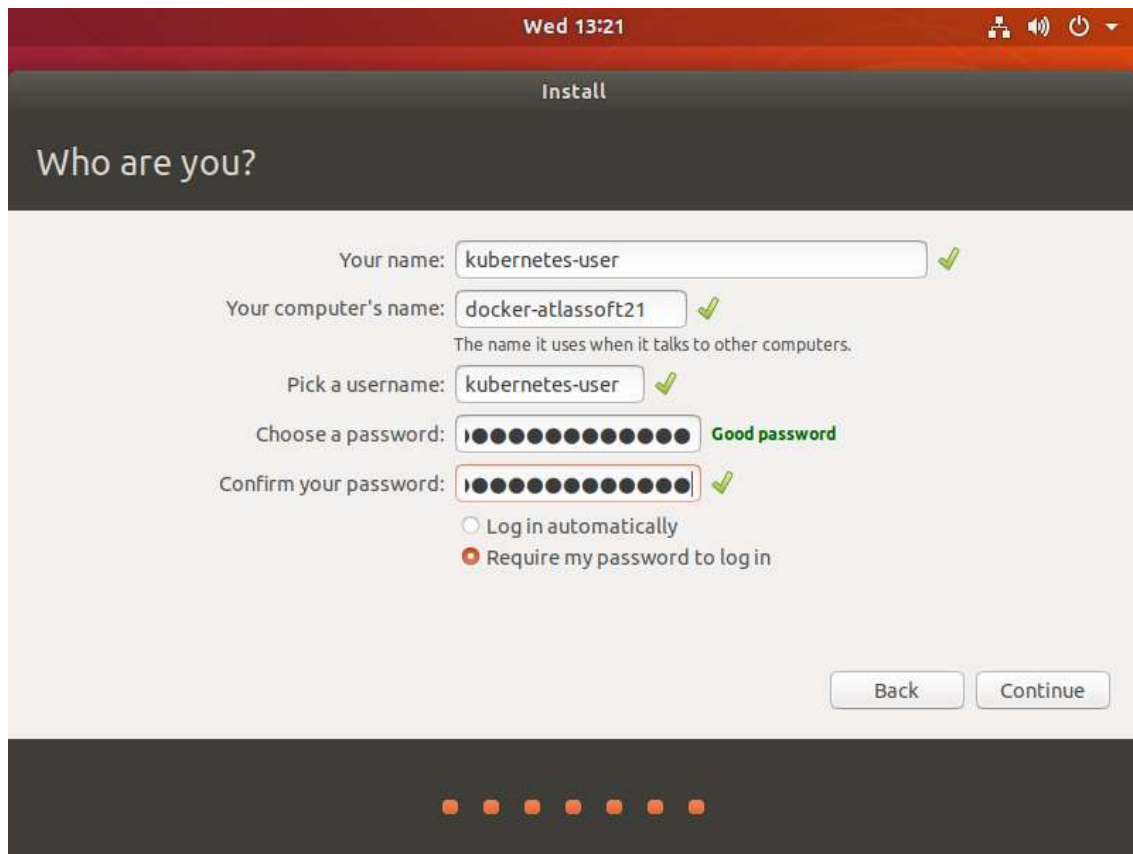 Wed 13:21
Install
Who are you?
Your name: kubernetes-user
Your computer's name: docker-atlassoft21
The name it uses when it talks to other computers.
Pick a username: kubernetes-user
Choose a password: ●●●●●●●●●●●●● Good password
Confirm your password: ●●●●●●●●●●●●●
Log in automatically
Require my password to log in
Back Continue